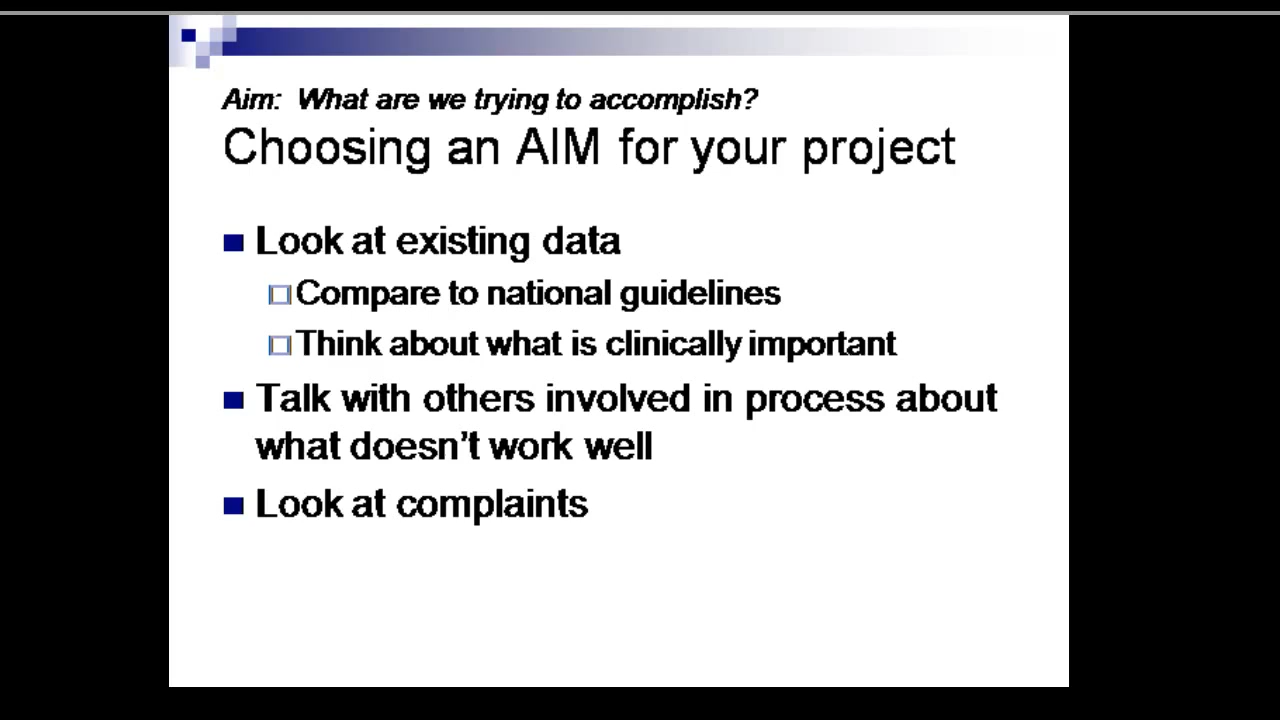 Aim:  What are we trying to accomplish?
Choosing an AIM for your project
Look at existing data
Compare to national guidelines
Think about what is clinically important
Talk with others involved in process about
what doesn't work well
Look at complaints